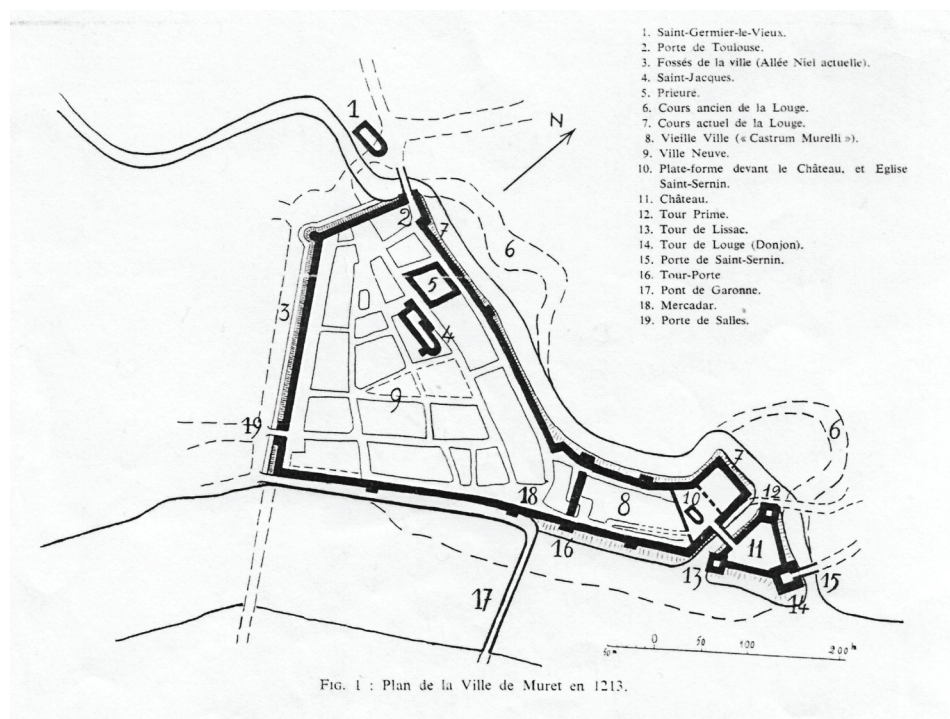 1. Saint-Germier-le-Vieux.
2. Porte de Toulouse.
3. Fossés de la ville (Allée Niel actuelle).
4. Saint-Jacques.
5. Prieure.
6. Cours ancien de la Louge.
7. Cours actuel de la Louge.
8. Vieille Ville (« Castrum Murelli »).
9. Ville Neuve.
10. Plate-forme devant le Château, et Eglise
Saint-Sernin.
11. Château.
12. Tour Prime.
13. Tour de Lissac.
14. Tour de Louge (Donjon).
15. Porte de Saint-Sernin.
16. Tour-Porte
17. Pont de Garonne.
18. Mercadar.
19. Porte de Salles.
1
N
2
7
6
5
3
4
9
19
6
7
18
8
10
12
16
11
13
15
17
14
50m 0 50 100 200 m
FIG. 1 : Plan de la Ville de Muret en 1213.